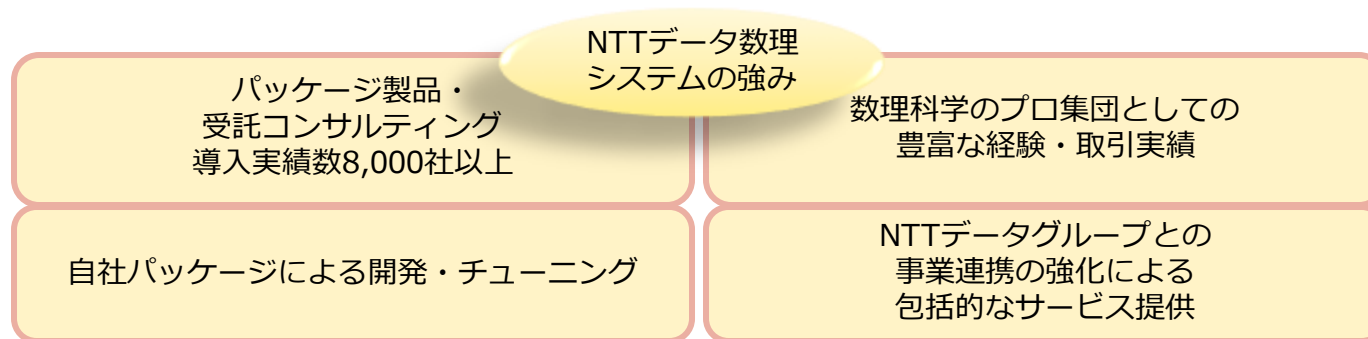 NTTデータ数理
システムの強み
パッケージ製品・
受託コンサルティング
導入実績数8,000社以上
数理科学のプロ集団としての
豊富な経験・取引実績
自社パッケージによる開発・チューニング
NTTデータグループとの
事業連携の強化による
包括的なサービス提供